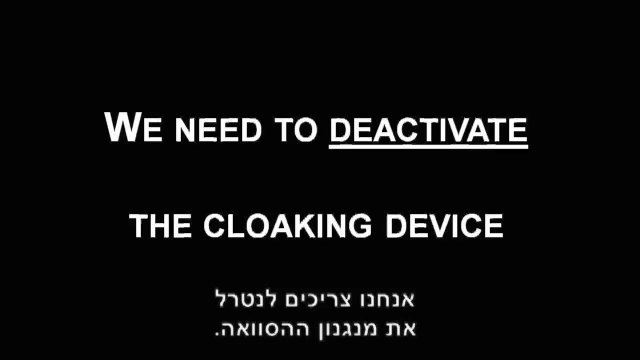 WE NEED TO DEACTIVATE
THE CLOAKING DEVICE
אנחנו צריכים לנטרל
את מנגנון ההסוואה.